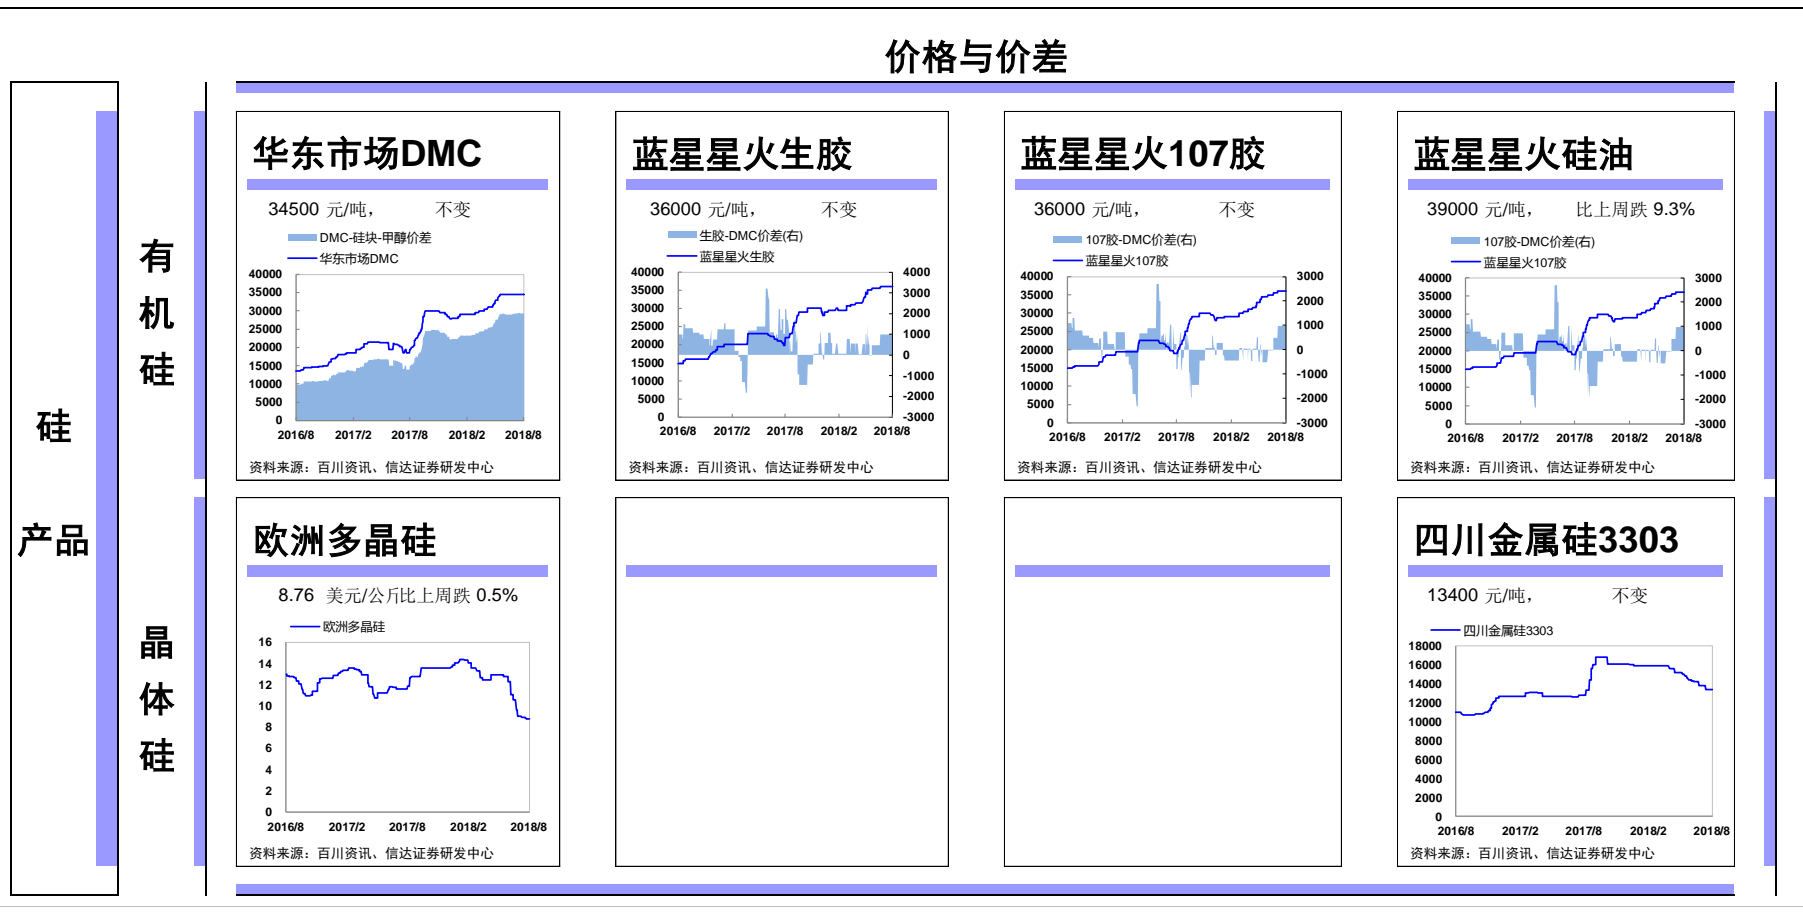 价格与价差
硅
产品
有
机
硅
华东市场DMC
34500 元/吨， 不变
DMC-硅块-甲醇价差
华东市场DMC
40000
35000
30000
25000
20000
15000
10000
5000
0
2016/8 2017/2 2017/8 2018/2 2018/8
资料来源：百川资讯、信达证券研发中心
蓝星星火生胶
36000 元/吨， 不变
生胶-DMC价差(右)
蓝星星火生胶
40000 4000
35000 3000
30000 2000
25000 1000
20000 0
15000 -1000
10000 -2000
5000 -3000
0
2016/8 2017/2 2017/8 2018/2 2018/8
资料来源：百川资讯、信达证券研发中心
蓝星星火107胶
36000 元/吨， 不变
107胶-DMC价差(右)
蓝星星火107胶
40000 3000
35000 2000
30000 1000
25000 0
20000 -1000
15000 -2000
10000 -3000
5000
0
2016/8 2017/2 2017/8 2018/2 2018/8
资料来源：百川资讯、信达证券研发中心
蓝星星火硅油
39000 元/吨， 比上周跌 9.3%
107胶-DMC价差(右)
蓝星星火107胶
40000 3000
35000 2000
30000 1000
25000 0
20000 -1000
15000 -2000
10000 -3000
5000
0
2016/8 2017/2 2017/8 2018/2 2018/8
资料来源：百川资讯、信达证券研发中心
晶
体
硅
欧洲多晶硅
8.76 美元/公斤比上周跌 0.5%
欧洲多晶硅
16
14
12
10
8
6
4
2
0
2016/8 2017/2 2017/8 2018/2 2018/8
资料来源：百川资讯、信达证券研发中心
四川金属硅3303
13400 元/吨， 不变
四川金属硅3303
18000
16000
14000
12000
10000
8000
6000
4000
2000
0
2016/8 2017/2 2017/8 2018/2 2018/8
资料来源：百川资讯、信达证券研发中心